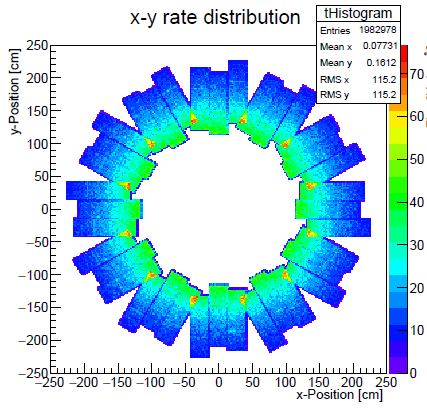 x-y rate distribution
tHistogram
Entries 1982978
Mean x 0.07731
Mean y 0.1612
RMS x 115.2
RMS y 115.2
y-Position [cm]
250
200
150
100
50
0
−50
−100
−150
−200
−250
−250 −200 −150 −100 −50 0 50 100 150 200 250
x-Position [cm]
70
60
50
40
30
20
10
0